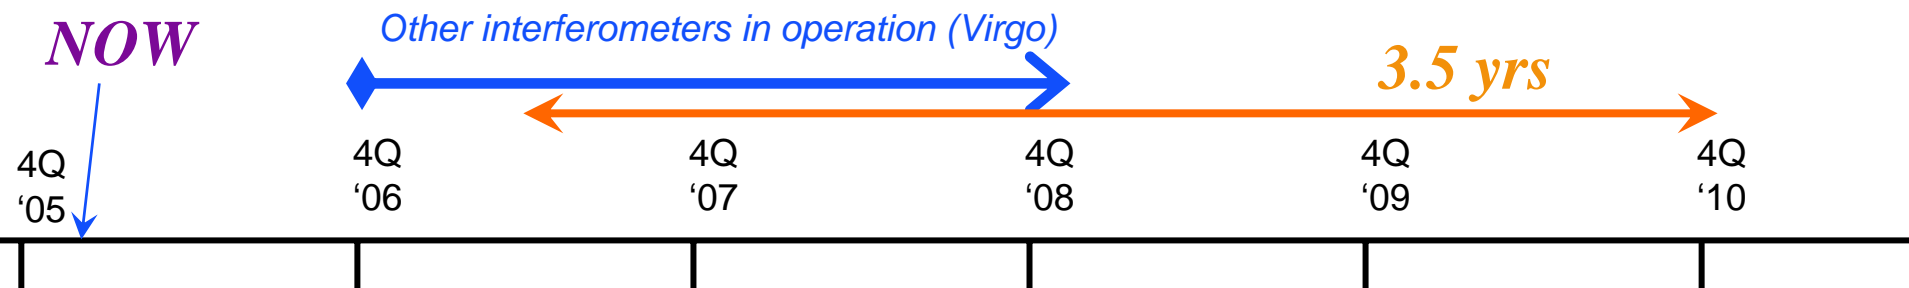 NOW
Other interferometers in operation (Virgo)
3.5 yrs
4Q
‘05
4Q
‘06
4Q
‘07
4Q
‘08
4Q
‘09
4Q
‘10